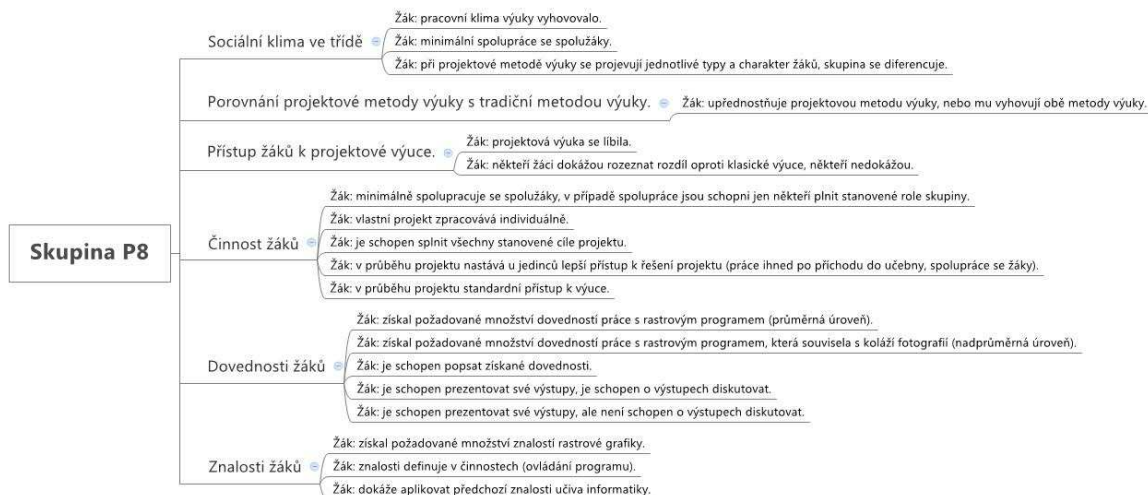 Skupina P8
Sociální klima ve třídě
Žák: pracovní klima výuky vyhovovalo.
Žák: minimální spolupráce se spolužáky.
Žák: při projektové metodě výuky se projevují jednotlivé typy a charakter žáků, skupina se diferencuje.
Porovnání projektové metody výuky s tradiční metodou výuky.
Žák: upřednostňuje projektovou metodu výuky, nebo mu vyhovují obě metody výuky.
Přístup žáků k projektové výuce.
Žák: projektová výuka se líbila.
Žák: někteří žáci dokážou rozeznat rozdíl oproti klasické výuce, někteří nedokážou.
Činnost žáků
Žák: minimálně spolupracuje se spolužáky, v případě spolupráce jsou schopni jen někteří plnit stanovené role skupiny.
Žák: vlastní projekt zpracovává individuálně.
Žák: je schopen splnit všechny stanovené cíle projektu.
Žák: v průběhu projektu nastává u jedinců lepší přístup k řešení projektu (práce ihned po příchodu do učebny, spolupráce se žáky).
Žák: v průběhu projektu standardní přístup k výuce.
Dovednosti žáků
Žák: získal požadované množství dovedností práce s rastrovým programem (průměrná úroveň).
Žák: získal požadované množství dovedností práce s rastrovým programem, která souvisela s koláží fotografií (nadprůměrná úroveň).
Žák: je schopen popsat získané dovednosti.
Žák: je schopen prezentovat své výstupy, je schopen o výstupech diskutovat.
Žák: je schopen prezentovat své výstupy, ale není schopen o výstupech diskutovat.
Znalosti žáků
Žák: získal požadované množství znalostí rastrové grafiky.
Žák: znalosti definuje v činnostech (ovládání programu).
Žák: dokáže aplikovat předchozí znalosti učiva informatiky.